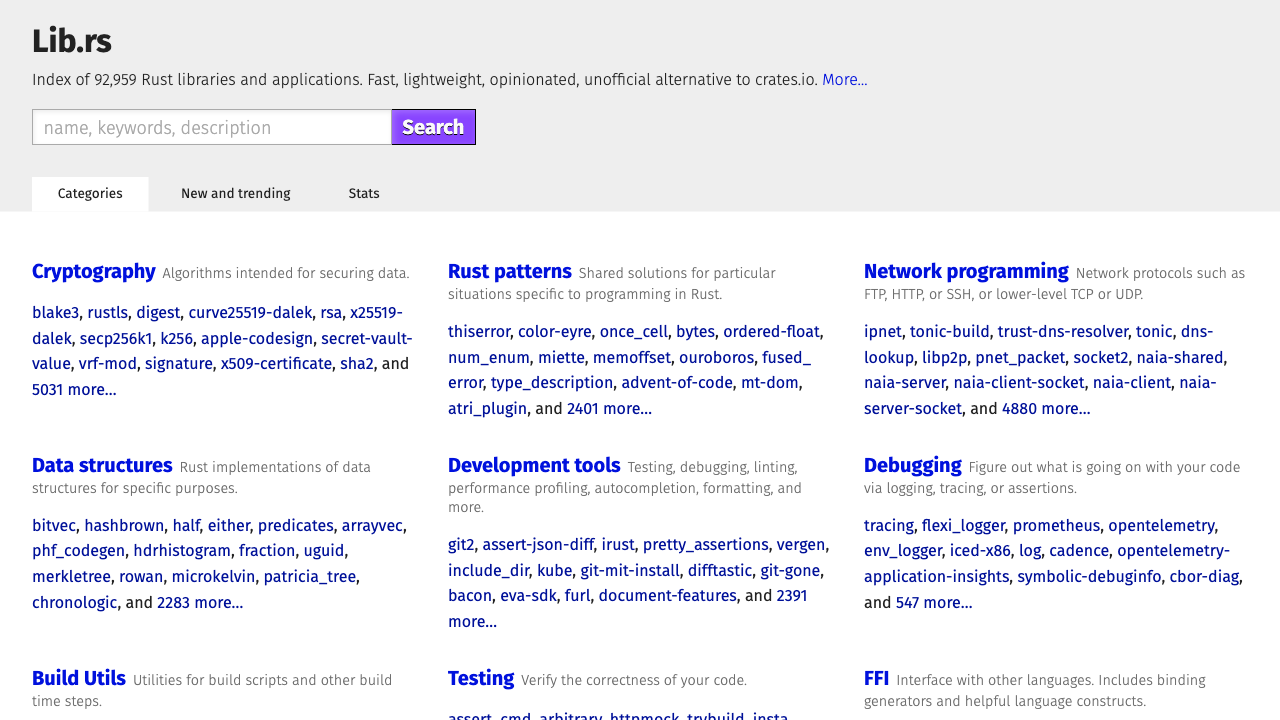 Lib.rs
Index of 92,959 Rust libraries and applications. Fast, lightweight, opinionated, unofficial alternative to crates.io. More…
name, keywords, description
Search
Categories
New and trending
Stats
Cryptography Algorithms intended for securing data.
blake3, rustls, digest, curve25519-dalek, rsa, x25519-
dalek, secp256k1, k256, apple-codesign, secret-vault-
value, vrf-mod, signature, x509-certificate, sha2, and
5031 more…
Rust patterns Shared solutions for particular
situations specific to programming in Rust.
thiserror, color-eyre, once_cell, bytes, ordered-float,
num_enum, miette, memoffset, ouroboros, fused_
error, type_description, advent-of-code, mt-dom,
atri_plugin, and 2401 more…
Network programming Network protocols such as
FTP, HTTP, or SSH, or lower-level TCP or UDP.
ipnet, tonic-build, trust-dns-resolver, tonic, dns-
lookup, libp2p, pnet_packet, socket2, naia-shared,
naia-server, naia-client-socket, naia-client, naia-
server-socket, and 4880 more…
Data structures Rust implementations of data
structures for specific purposes.
bitvec, hashbrown, half, either, predicates, arrayvec,
phf_codegen, hdrhistogram, fraction, uguid,
merkletree, rowan, microkelvin, patricia_tree,
chronologic, and 2283 more…
Development tools Testing, debugging, linting,
performance profiling, autocompletion, formatting, and
more.
git2, assert-json-diff, irust, pretty_assertions, vergen,
include_dir, kube, git-mit-install, difftastic, git-gone,
bacon, eva-sdk, furl, document-features, and 2391
more…
Debugging Figure out what is going on with your code
via logging, tracing, or assertions.
tracing, flexi_logger, prometheus, opentelemetry,
env_logger, iced-x86, log, cadence, opentelemetry-
application-insights, symbolic-debuginfo, cbor-diag,
and 547 more…
Build Utils Utilities for build scripts and other build
time steps.
Testing Verify the correctness of your code.
assert_cmd, arbitrary, httpmock, trybuild, insta,
FFI Interface with other languages. Includes binding
generators and helpful language constructs.